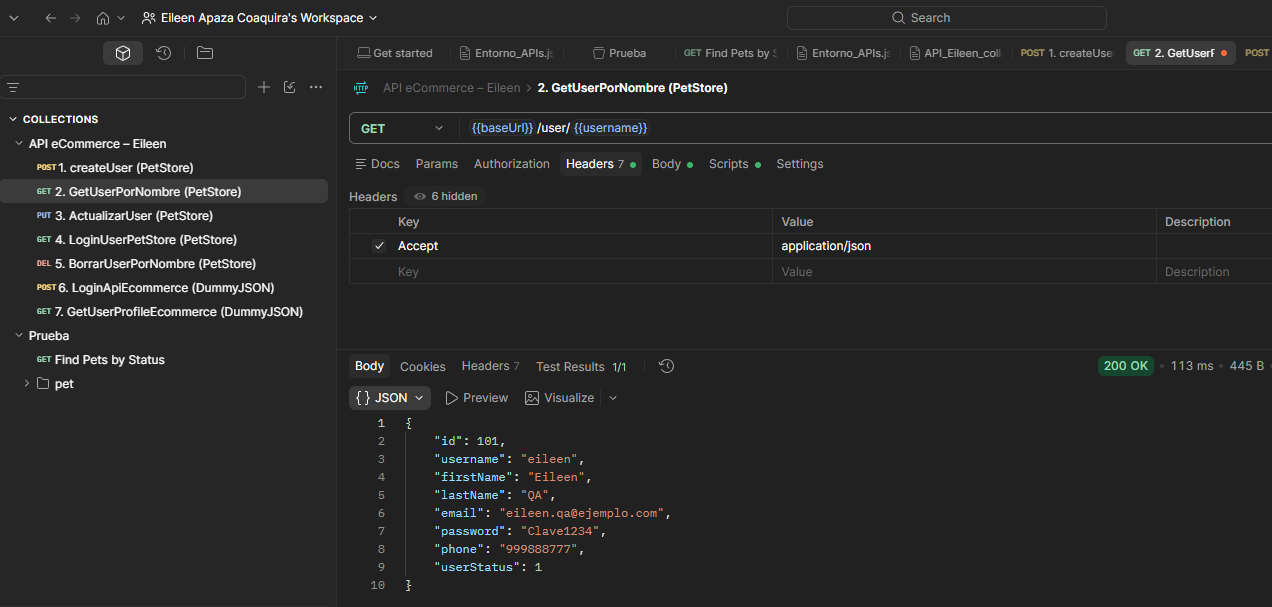 Eileen Apaza Coaquira's Workspace
Search
Get started
Entorno_APIs.js
Prueba
GET Find Pets by S
Entorno_APIs.js
API_Eileen_coll
POST 1. createUse
GET 2. GetUserP
POST
API eCommerce – Eileen > 2. GetUserPorNombre (PetStore)
HTTP
COLLECTIONS
API eCommerce – Eileen
POST 1. createUser (PetStore)
GET 2. GetUserPorNombre (PetStore)
PUT 3. ActualizarUser (PetStore)
GET 4. LoginUserPetStore (PetStore)
DEL 5. BorrarUserPorNombre (PetStore)
POST 6. LoginApiEcommerce (DummyJSON)
GET 7. GetUserProfileEcommerce (DummyJSON)
Prueba
GET Find Pets by Status
pet
GET
{{baseUrl}} /user/ {{username}}
Docs Params Authorization Headers 7 Body Scripts Settings
Headers 6 hidden
Key Value Description
Accept application/json
Key Value Description
Body Cookies Headers 7 Test Results 1/1
200 OK • 113 ms • 445 B
{} JSON Preview Visualize
1 {
2 "id": 101,
3 "username": "eileen",
4 "firstName": "Eileen",
5 "lastName": "QA",
6 "email": "eileen.qa@ejemplo.com",
7 "password": "Clave1234",
8 "phone": "999888777",
9 "userStatus": 1
10 }